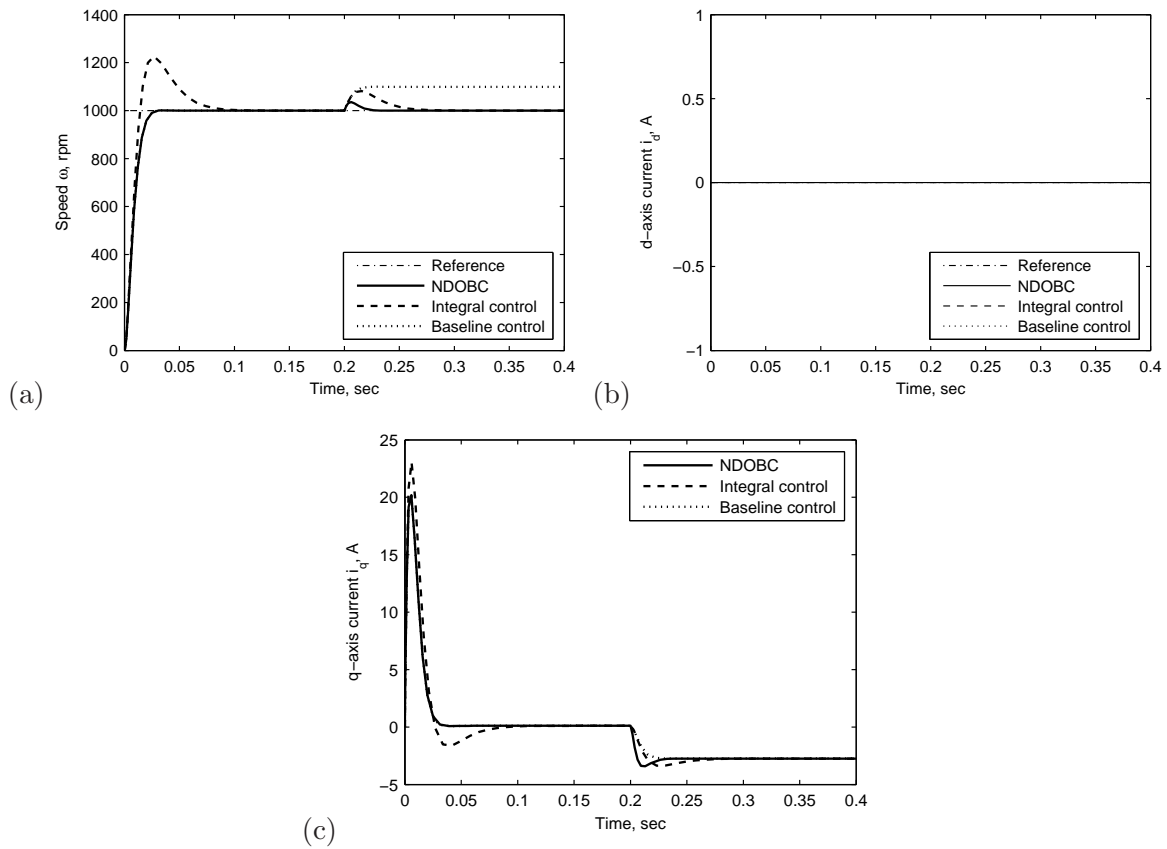 1400
1200
1000
800
600
400
200
0
Speed ω, rpm
0 0.05 0.1 0.15 0.2 0.25 0.3 0.35 0.4
Time, sec
Reference
NDOBC
Integral control
Baseline control
(a)
1
0.5
0
−0.5
−1
d−axis current i_d, A
0 0.05 0.1 0.15 0.2 0.25 0.3 0.35 0.4
Time, sec
Reference
NDOBC
Integral control
Baseline control
(b)
25
20
15
10
5
0
−5
q−axis current i_q, A
0 0.05 0.1 0.15 0.2 0.25 0.3 0.35 0.4
Time, sec
NDOBC
Integral control
Baseline control
(c)